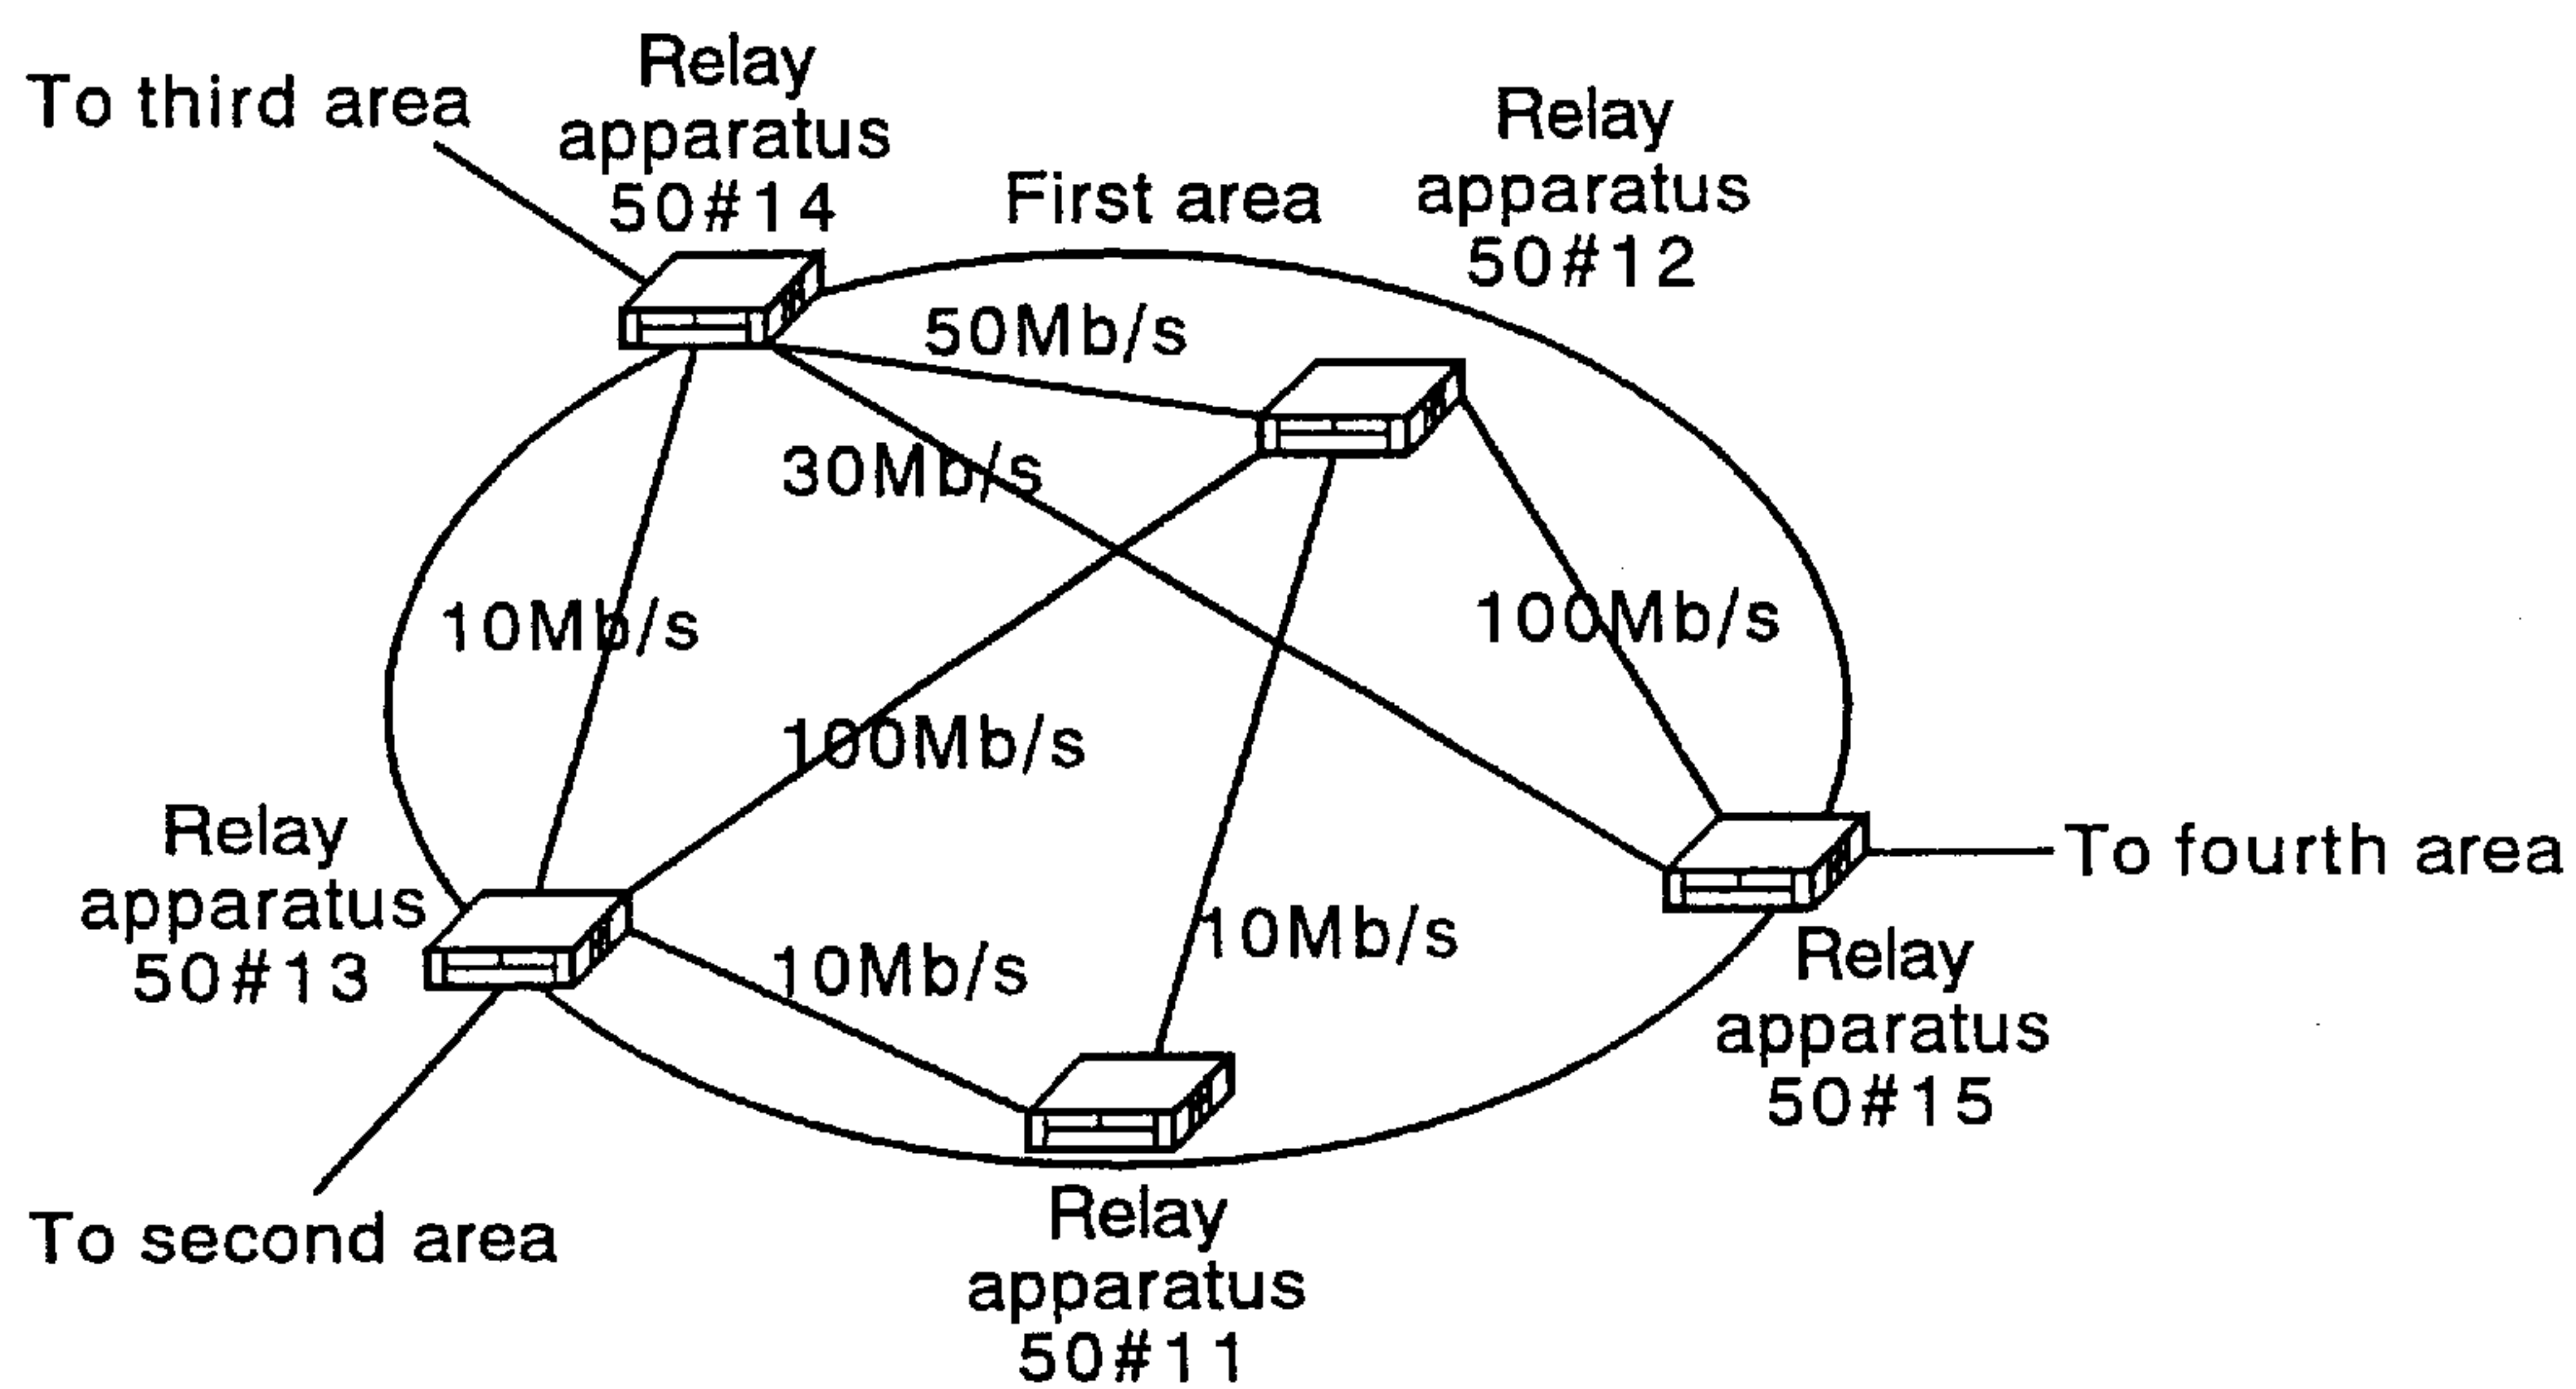 To third area
Relay
apparatus
50#14
First area
Relay
apparatus
50#12
50Mb/s
30Mb/s
10Mb/s
100Mb/s
100Mb/s
Relay
apparatus
50#13
To fourth area
10Mb/s
10Mb/s
Relay
apparatus
50#15
To second area
Relay
apparatus
50#11